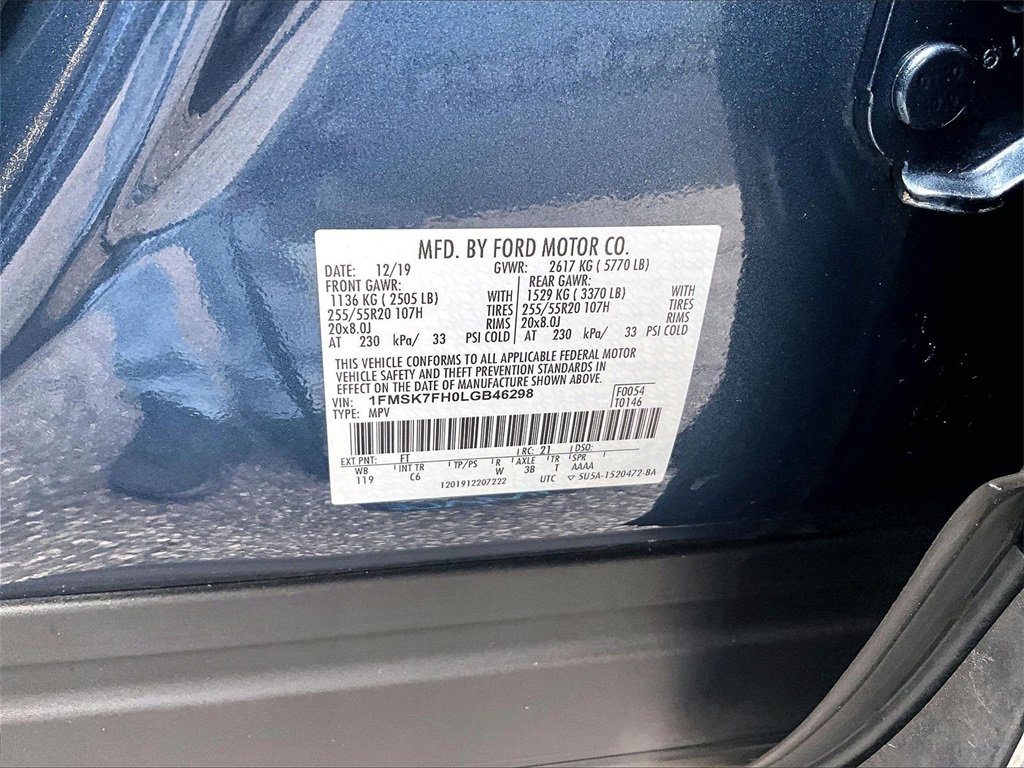 MFD. BY FORD MOTOR CO.
DATE: 12/19 GVWR: 2617 KG ( 5770 LB)
FRONT GAWR: REAR GAWR:
1136 KG ( 2505 LB) WITH 1529 KG ( 3370 LB) WITH
255/55R20 107H TIRES 255/55R20 107H TIRES
20x8.0J RIMS 20x8.0J RIMS
AT 230 kPa/ 33 PSI COLD AT 230 kPa/ 33 PSI COLD
THIS VEHICLE CONFORMS TO ALL APPLICABLE FEDERAL MOTOR
VEHICLE SAFETY AND THEFT PREVENTION STANDARDS IN
EFFECT ON THE DATE OF MANUFACTURE SHOWN ABOVE.
VIN: 1FMSK7FH0LGB46298 F0054
TYPE: MPV T0146
EXT PNT: FT RC: 21 DSO:
WB INT TR TP/PS R AXLE TR SPR
119 C6 W 3B T AAAA
1201912207222 UTC ▽ 5U5A-1520472-BA